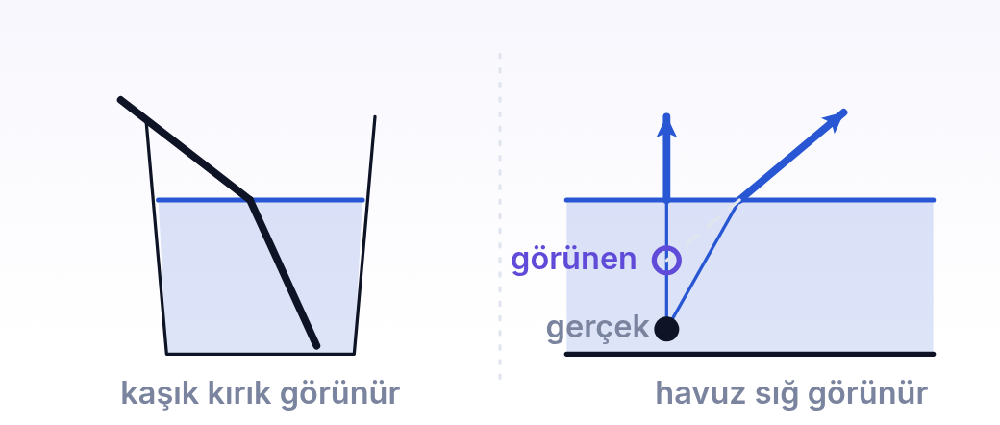 görünen
gerçek
kaşık kırık görünür
havuz sığ görünür